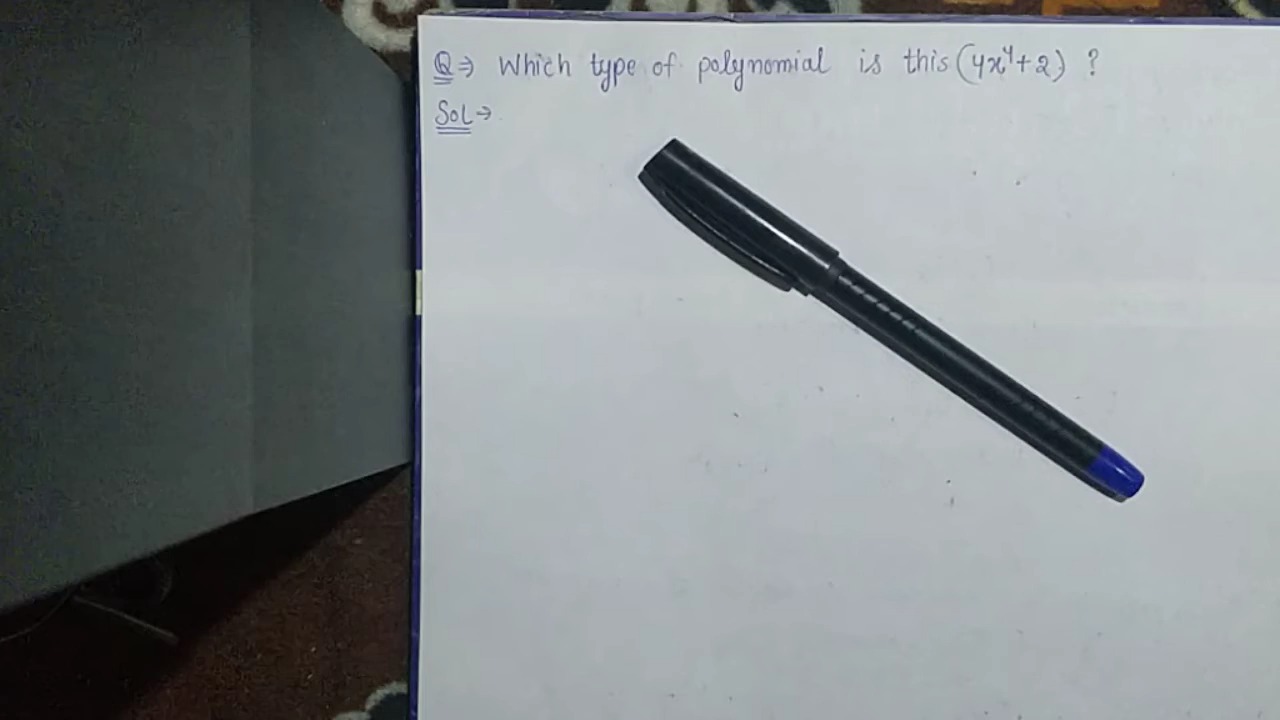 Q⇒ Which type of polynomial is this (4x⁴+2) ?
SOL→